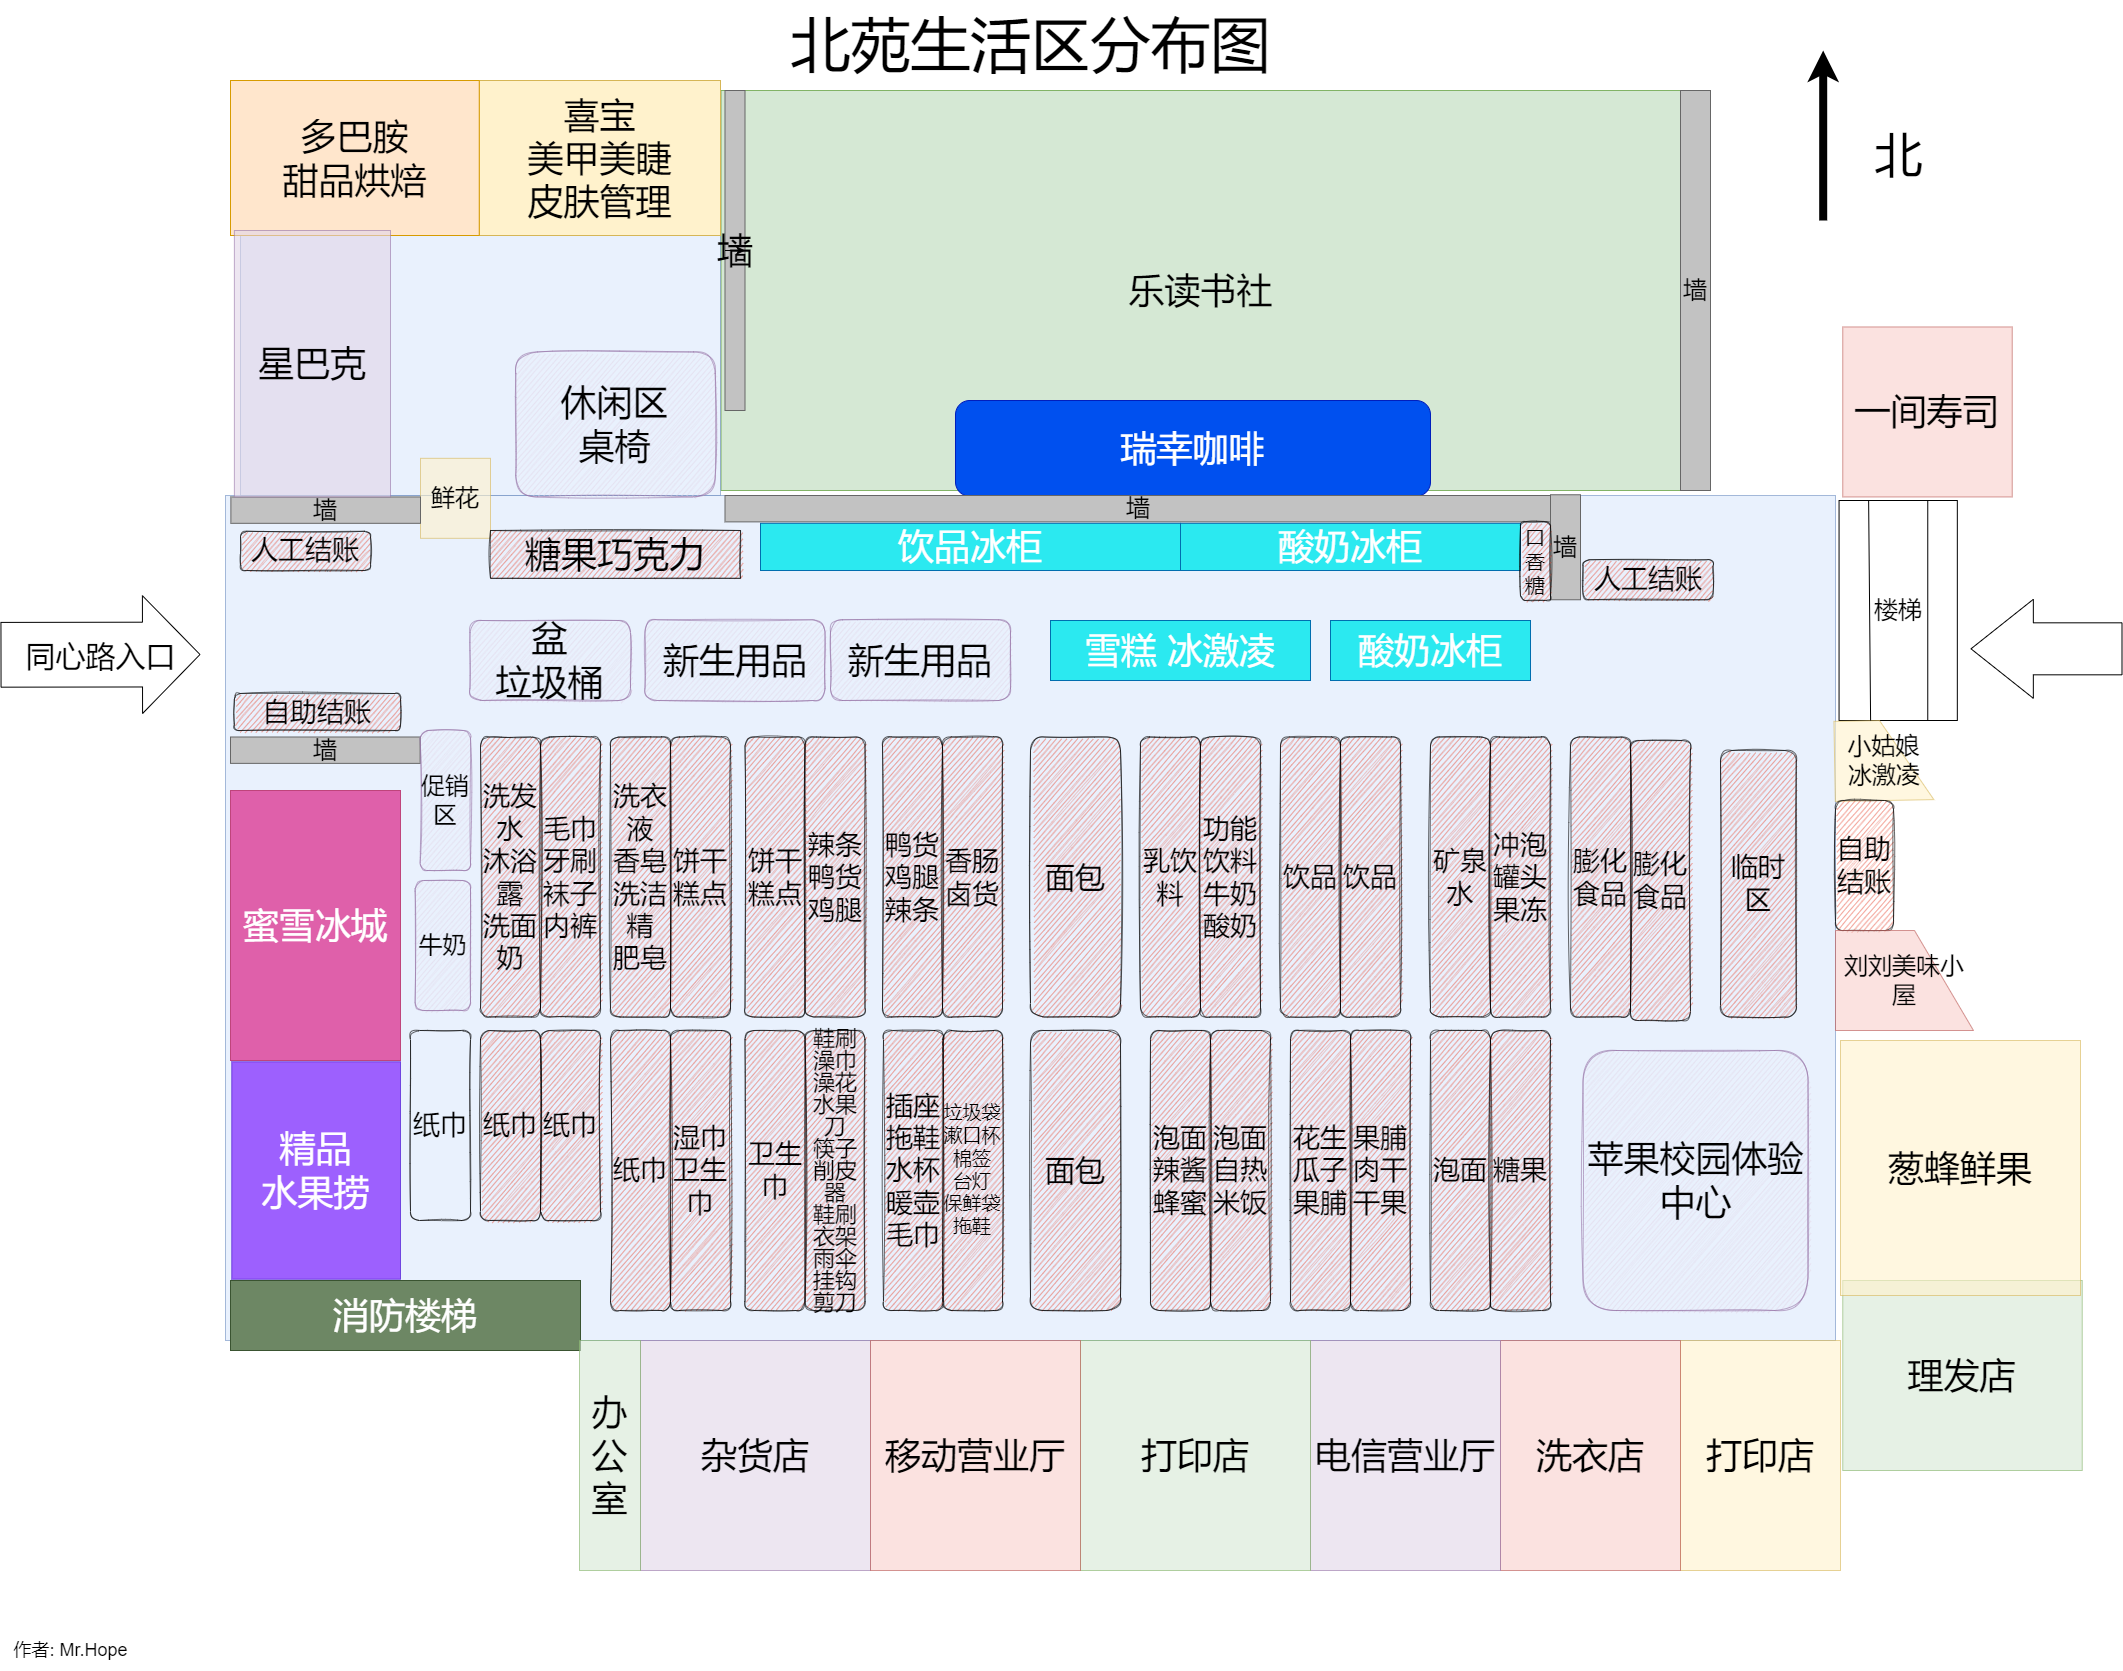 北苑生活区分布图
北
多巴胺
甜品烘焙
喜宝
美甲美睫
皮肤管理
墙
乐读书社
墙
星巴克
休闲区
桌椅
瑞幸咖啡
一间寿司
鲜花
墙
墙
人工结账
糖果巧克力
饮品冰柜
酸奶冰柜
口
香
糖
墙
人工结账
楼梯
同心路入口
盆
垃圾桶
新生用品
新生用品
雪糕 冰激凌
酸奶冰柜
自助结账
墙
小姑娘
冰激凌
促销
区
洗发
水
沐浴
露
洗面
奶
毛巾
牙刷
袜子
内裤
洗衣
液
香皂
洗洁
精
肥皂
饼干
糕点
饼干
糕点
辣条
鸭货
鸡腿
鸭货
鸡腿
辣条
香肠
卤货
面包
乳饮
料
功能
饮料
牛奶
酸奶
饮品
饮品
矿泉
水
冲泡
罐头
果冻
膨化
食品
膨化
食品
临时
区
自助
结账
蜜雪冰城
牛奶
刘刘美味小
屋
精品
水果捞
纸巾
纸巾
纸巾
纸巾
湿巾
卫生
巾
卫生
巾
鞋刷
澡巾
澡花
水果
刀
筷子
削皮
器
鞋刷
衣架
雨伞
挂钩
剪刀
插座
拖鞋
水杯
暖壶
毛巾
垃圾袋
漱口杯
棉签
台灯
保鲜袋
拖鞋
面包
泡面
辣酱
蜂蜜
泡面
自热
米饭
花生
瓜子
果脯
果脯
肉干
干果
泡面
糖果
苹果校园体验
中心
葱蜂鲜果
消防楼梯
理发店
办
公
室
杂货店
移动营业厅
打印店
电信营业厅
洗衣店
打印店
作者: Mr.Hope